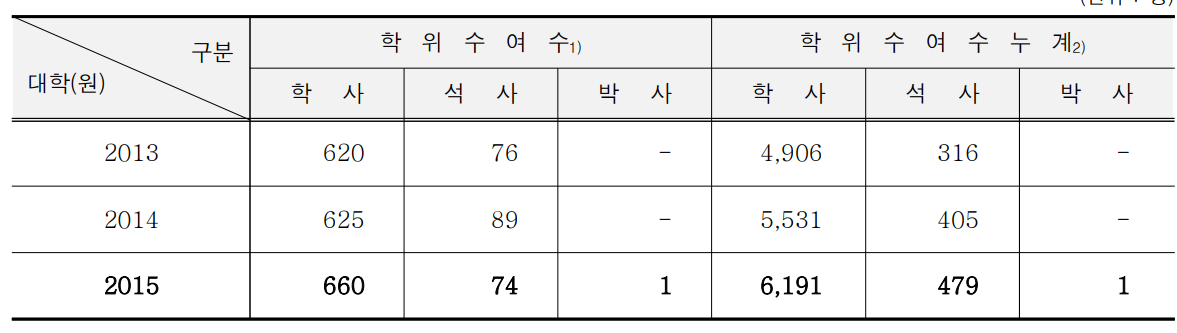 구분 학 위 수 여 수1) 학 위 수 여 수 누 계2)
대학(원) 학 사 석 사 박 사 학 사 석 사 박 사
2013 620 76 - 4,906 316 -
2014 625 89 - 5,531 405 -
2015 660 74 1 6,191 479 1